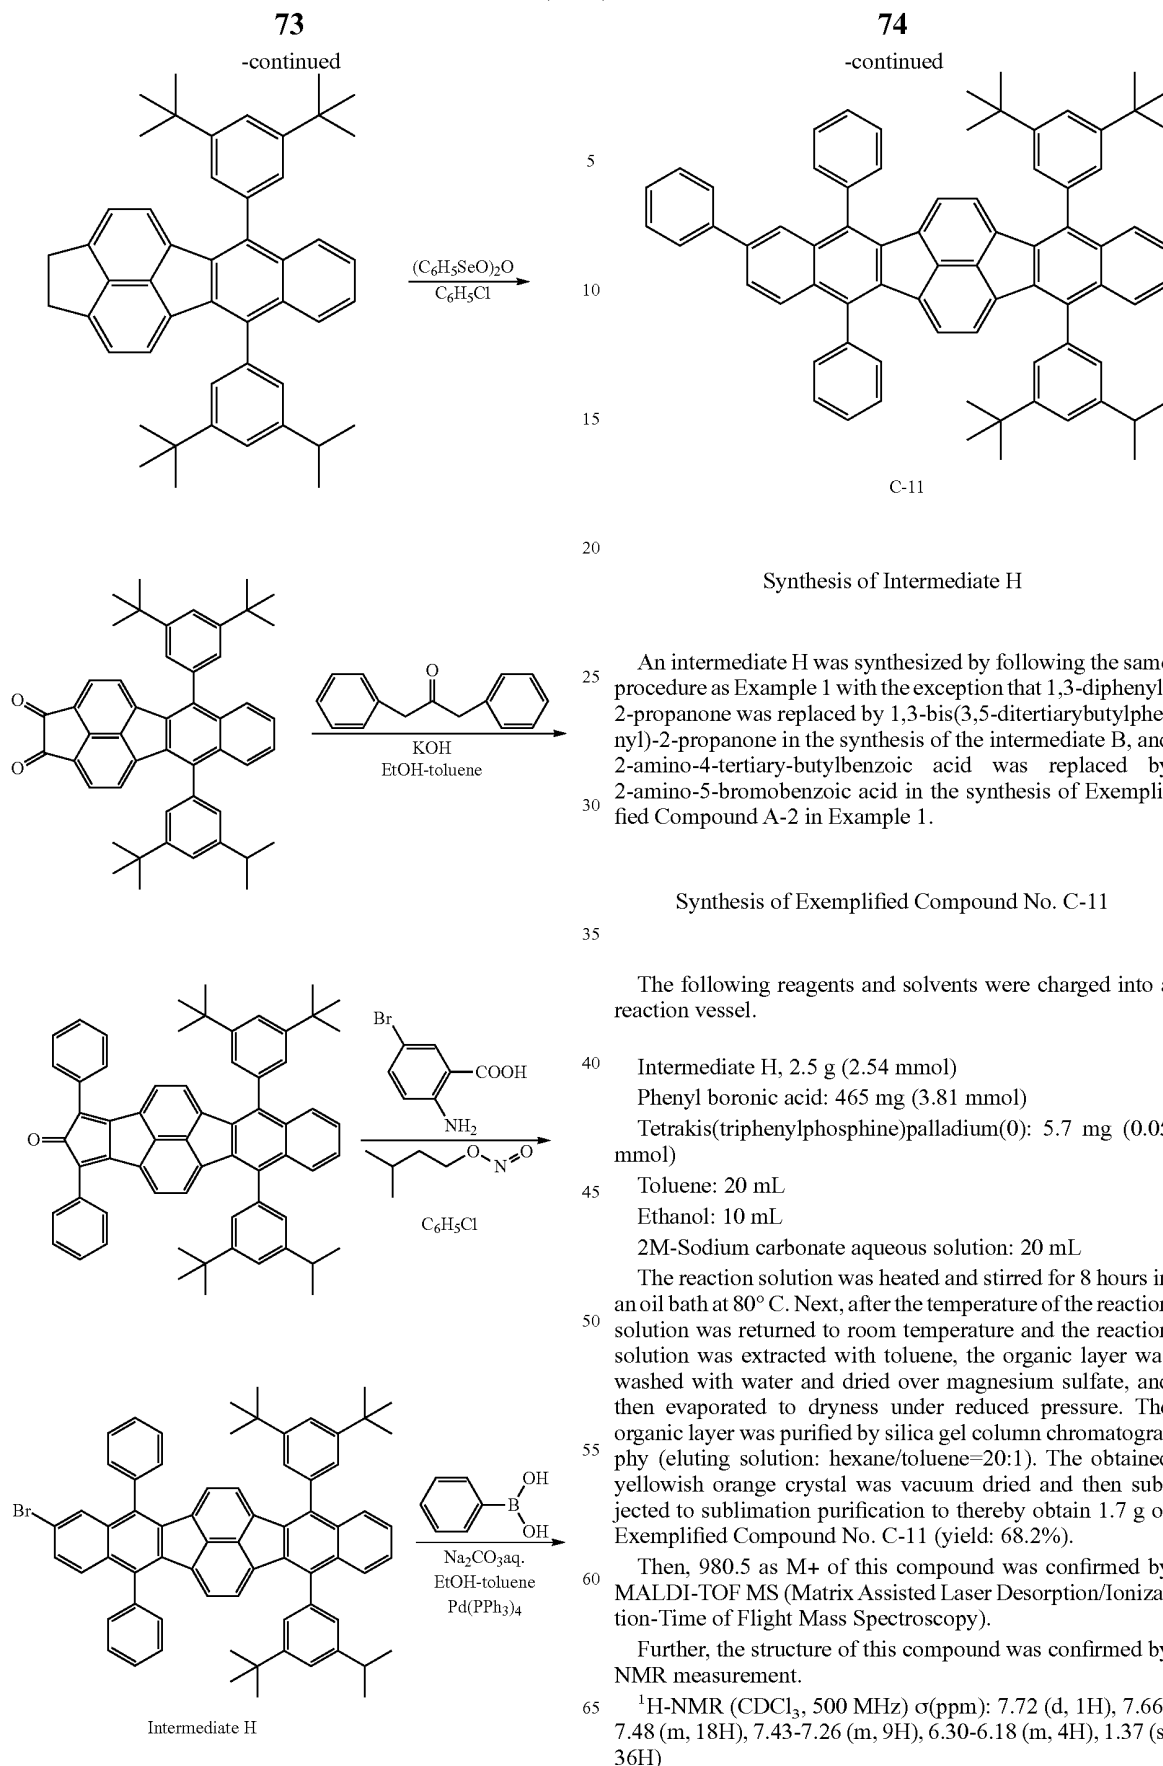 73
-continued
(C6H5SeO)2O
C6H5Cl
O
O
O
KOH
EtOH-toluene
O
Br
COOH
NH2
O
N
O
C6H5Cl
Br
B
OH
OH
Na2CO3aq.
EtOH-toluene
Pd(PPh3)4
Intermediate H
5
10
15
20
25
30
35
40
45
50
55
60
65
74
-continued
C-11
Synthesis of Intermediate H
An intermediate H was synthesized by following the same
procedure as Example 1 with the exception that 1,3-diphenyl
2-propanone was replaced by 1,3-bis(3,5-ditertiarybutylphe
nyl)-2-propanone in the synthesis of the intermediate B, and
2-amino-4-tertiary-butylbenzoic acid was replaced by
2-amino-5-bromobenzoic acid in the synthesis of Exempli
fied Compound A-2 in Example 1.
Synthesis of Exemplified Compound No. C-11
The following reagents and solvents were charged into a
reaction vessel.
Intermediate H, 2.5 g (2.54 mmol)
Phenyl boronic acid: 465 mg (3.81 mmol)
Tetrakis(triphenylphosphine)palladium(0): 5.7 mg (0.05
mmol)
Toluene: 20 mL
Ethanol: 10 mL
2M-Sodium carbonate aqueous solution: 20 mL
The reaction solution was heated and stirred for 8 hours in
an oil bath at 80° C. Next, after the temperature of the reaction
solution was returned to room temperature and the reaction
solution was extracted with toluene, the organic layer wa
washed with water and dried over magnesium sulfate, and
then evaporated to dryness under reduced pressure. The
organic layer was purified by silica gel column chromatogra
phy (eluting solution: hexane/toluene=20:1). The obtained
yellowish orange crystal was vacuum dried and then sub
jected to sublimation purification to thereby obtain 1.7 g o
Exemplified Compound No. C-11 (yield: 68.2%).
Then, 980.5 as M+ of this compound was confirmed by
MALDI-TOF MS (Matrix Assisted Laser Desorption/Ioniza
tion-Time of Flight Mass Spectroscopy).
Further, the structure of this compound was confirmed by
NMR measurement.
1H-NMR (CDCl3, 500 MHz) σ(ppm): 7.72 (d, 1H), 7.66
7.48 (m, 18H), 7.43-7.26 (m, 9H), 6.30-6.18 (m, 4H), 1.37 (s
36H)